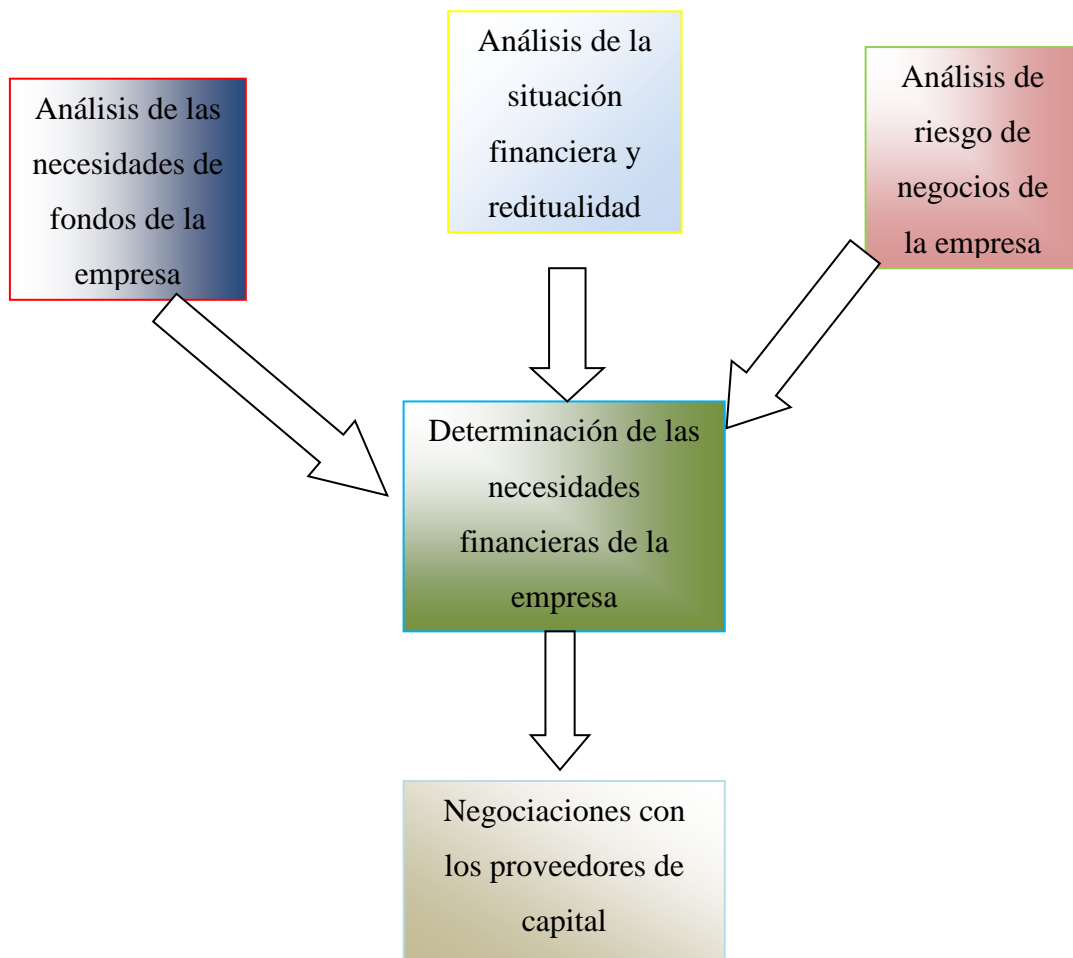 Análisis de las
necesidades de
fondos de la
empresa
Análisis de la
situación
financiera y
reditualidad
Análisis de
riesgo de
negocios de
la empresa
Determinación de las
necesidades
financieras de la
empresa
Negociaciones con
los proveedores de
capital